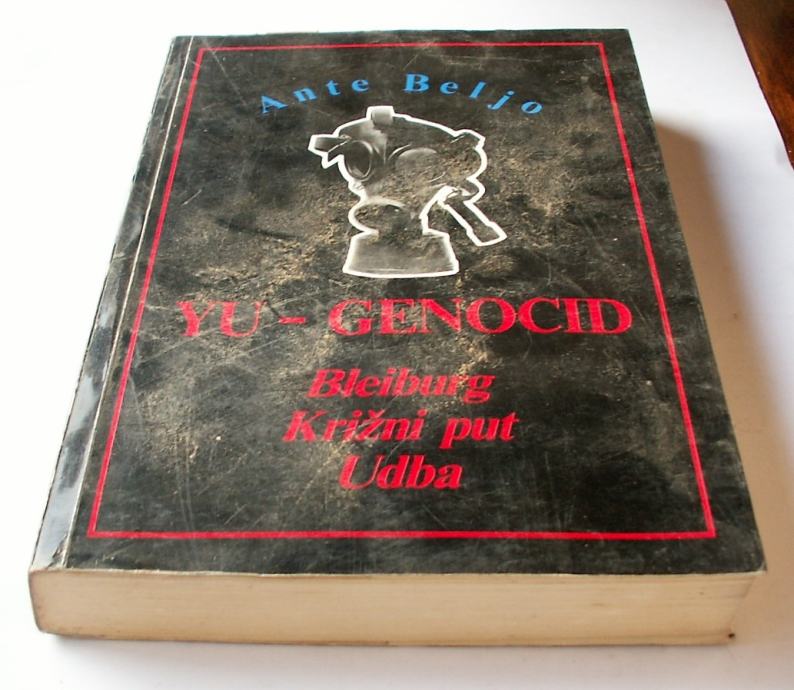 Ante Beljo
YU - GENOCID
Bleiburg
Križni put
Udba